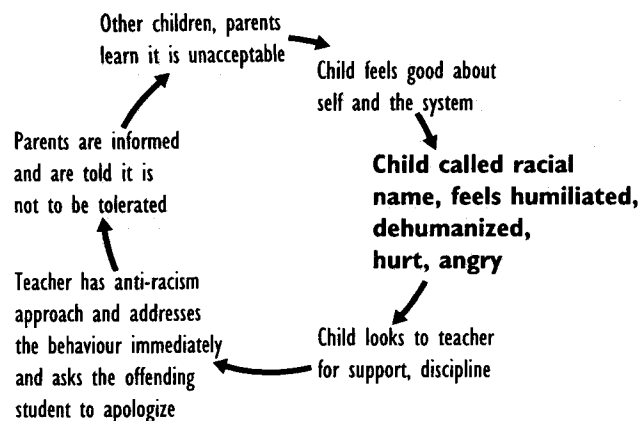 Other children, parents
learn it is unacceptable
Child feels good about
self and the system
Child called racial
name, feels humiliated,
dehumanized,
hurt, angry
Child looks to teacher
for support, discipline
Teacher has anti-racism
approach and addresses
the behaviour immediately
and asks the offending
student to apologize
Parents are informed
and are told it is
not to be tolerated